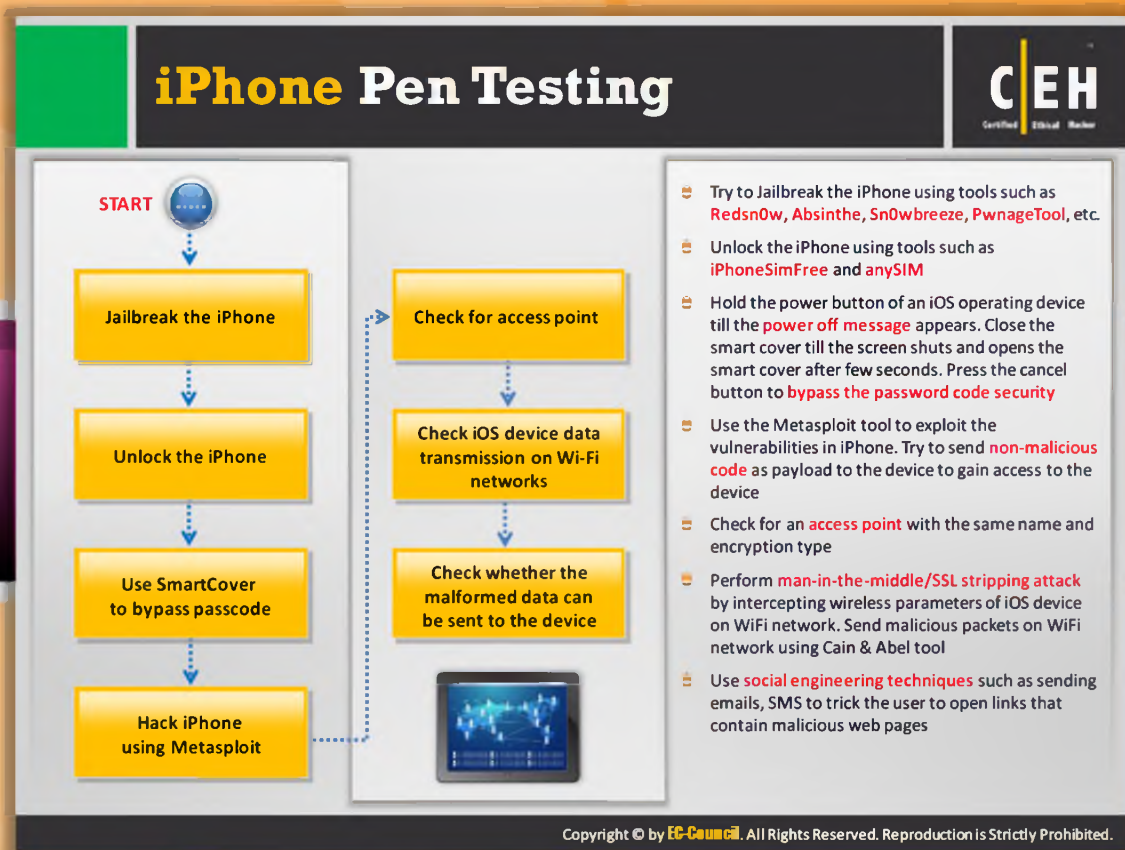 iPhone Pen Testing
C EH
Certified Ethical Hacker
START
Jailbreak the iPhone
Unlock the iPhone
Use SmartCover
to bypass passcode
Hack iPhone
using Metasploit
Check for access point
Check iOS device data
transmission on Wi-Fi
networks
Check whether the
malformed data can
be sent to the device
Try to Jailbreak the iPhone using tools such as
Redsn0w, Absinthe, Sn0wbreeze, PwnageTool, etc.
Unlock the iPhone using tools such as
iPhoneSimFree and anySIM
Hold the power button of an iOS operating device
till the power off message appears. Close the
smart cover till the screen shuts and opens the
smart cover after few seconds. Press the cancel
button to bypass the password code security
Use the Metasploit tool to exploit the
vulnerabilities in iPhone. Try to send non-malicious
code as payload to the device to gain access to the
device
Check for an access point with the same name and
encryption type
Perform man-in-the-middle/SSL stripping attack
by intercepting wireless parameters of iOS device
on WiFi network. Send malicious packets on WiFi
network using Cain & Abel tool
Use social engineering techniques such as sending
emails, SMS to trick the user to open links that
contain malicious web pages
Copyright © by EC-Council. All Rights Reserved. Reproduction is Strictly Prohibited.